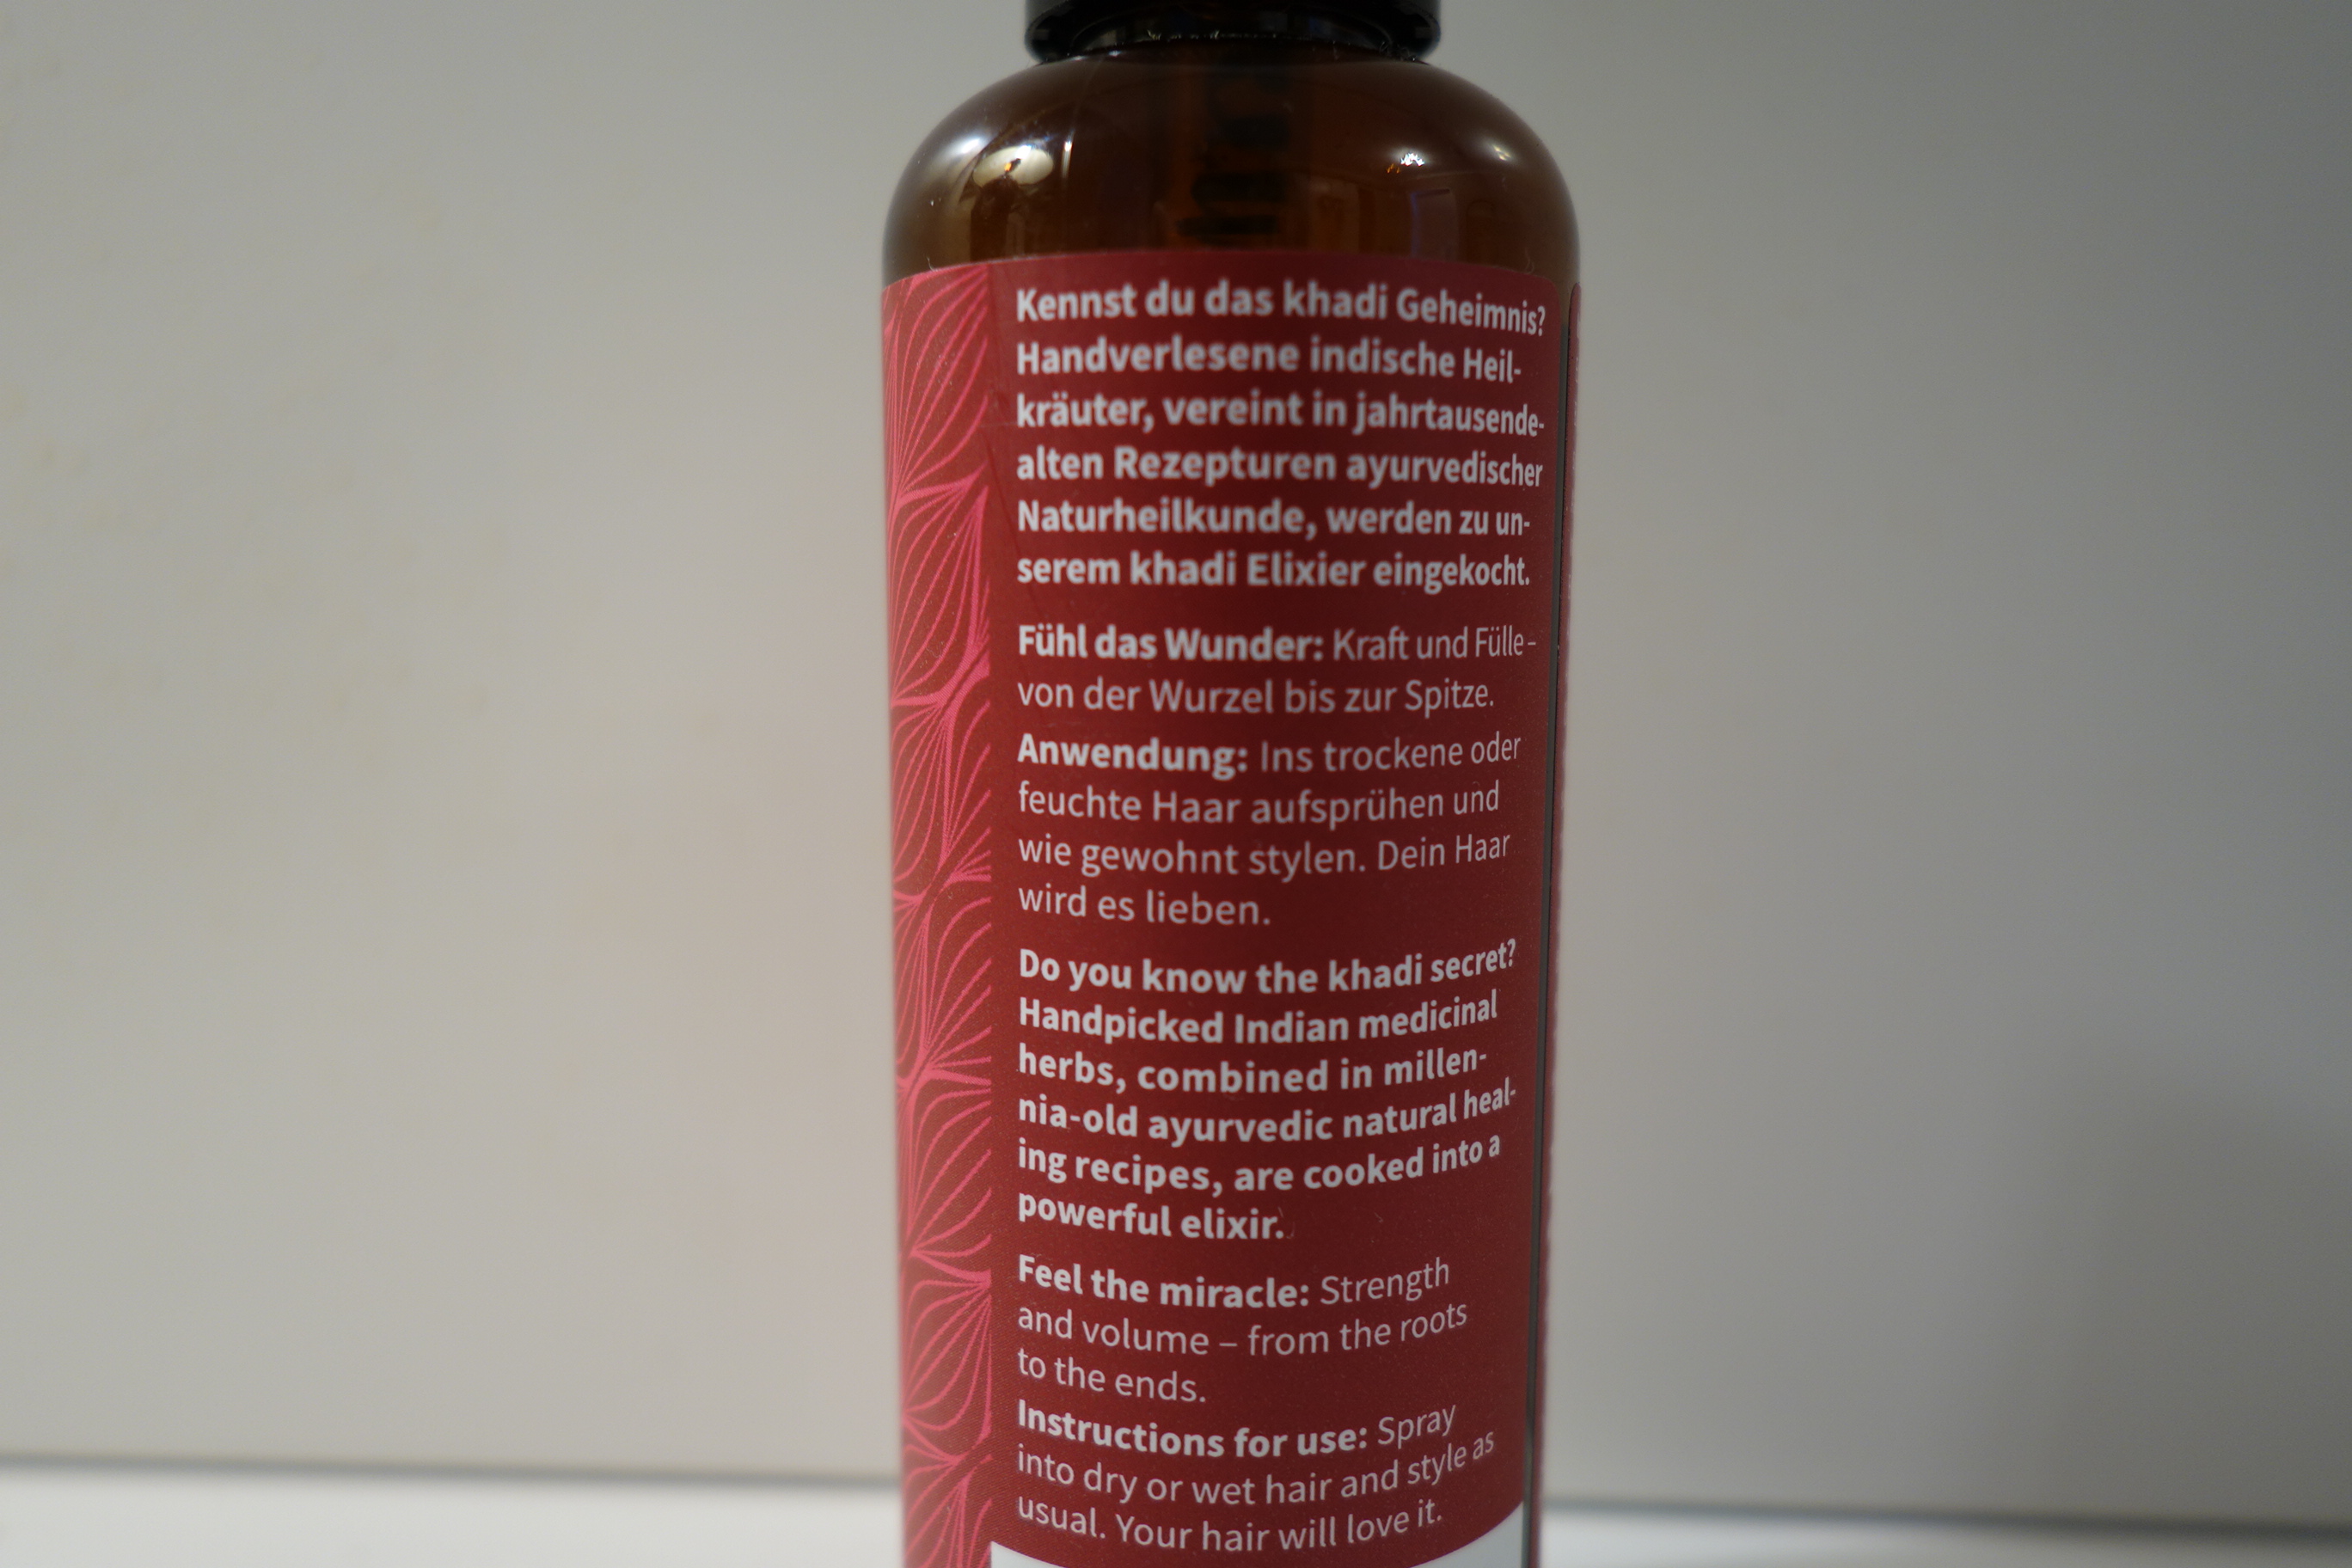 Kennst du das khadi Geheimnis?
Handverlesene indische Heil-
kräuter, vereint in jahrtausende-
alten Rezepturen ayurvedischer
Naturheilkunde, werden zu un-
serem khadi Elixier eingekocht.
Fühl das Wunder: Kraft und Fülle –
von der Wurzel bis zur Spitze.
Anwendung: Ins trockene oder
feuchte Haar aufsprühen und
wie gewohnt stylen. Dein Haar
wird es lieben.
Do you know the khadi secret?
Handpicked Indian medicinal
herbs, combined in millen-
nia-old ayurvedic natural heal-
ing recipes, are cooked into a
powerful elixir.
Feel the miracle: Strength
and volume – from the roots
to the ends.
Instructions for use: Spray
into dry or wet hair and style as
usual. Your hair will love it.